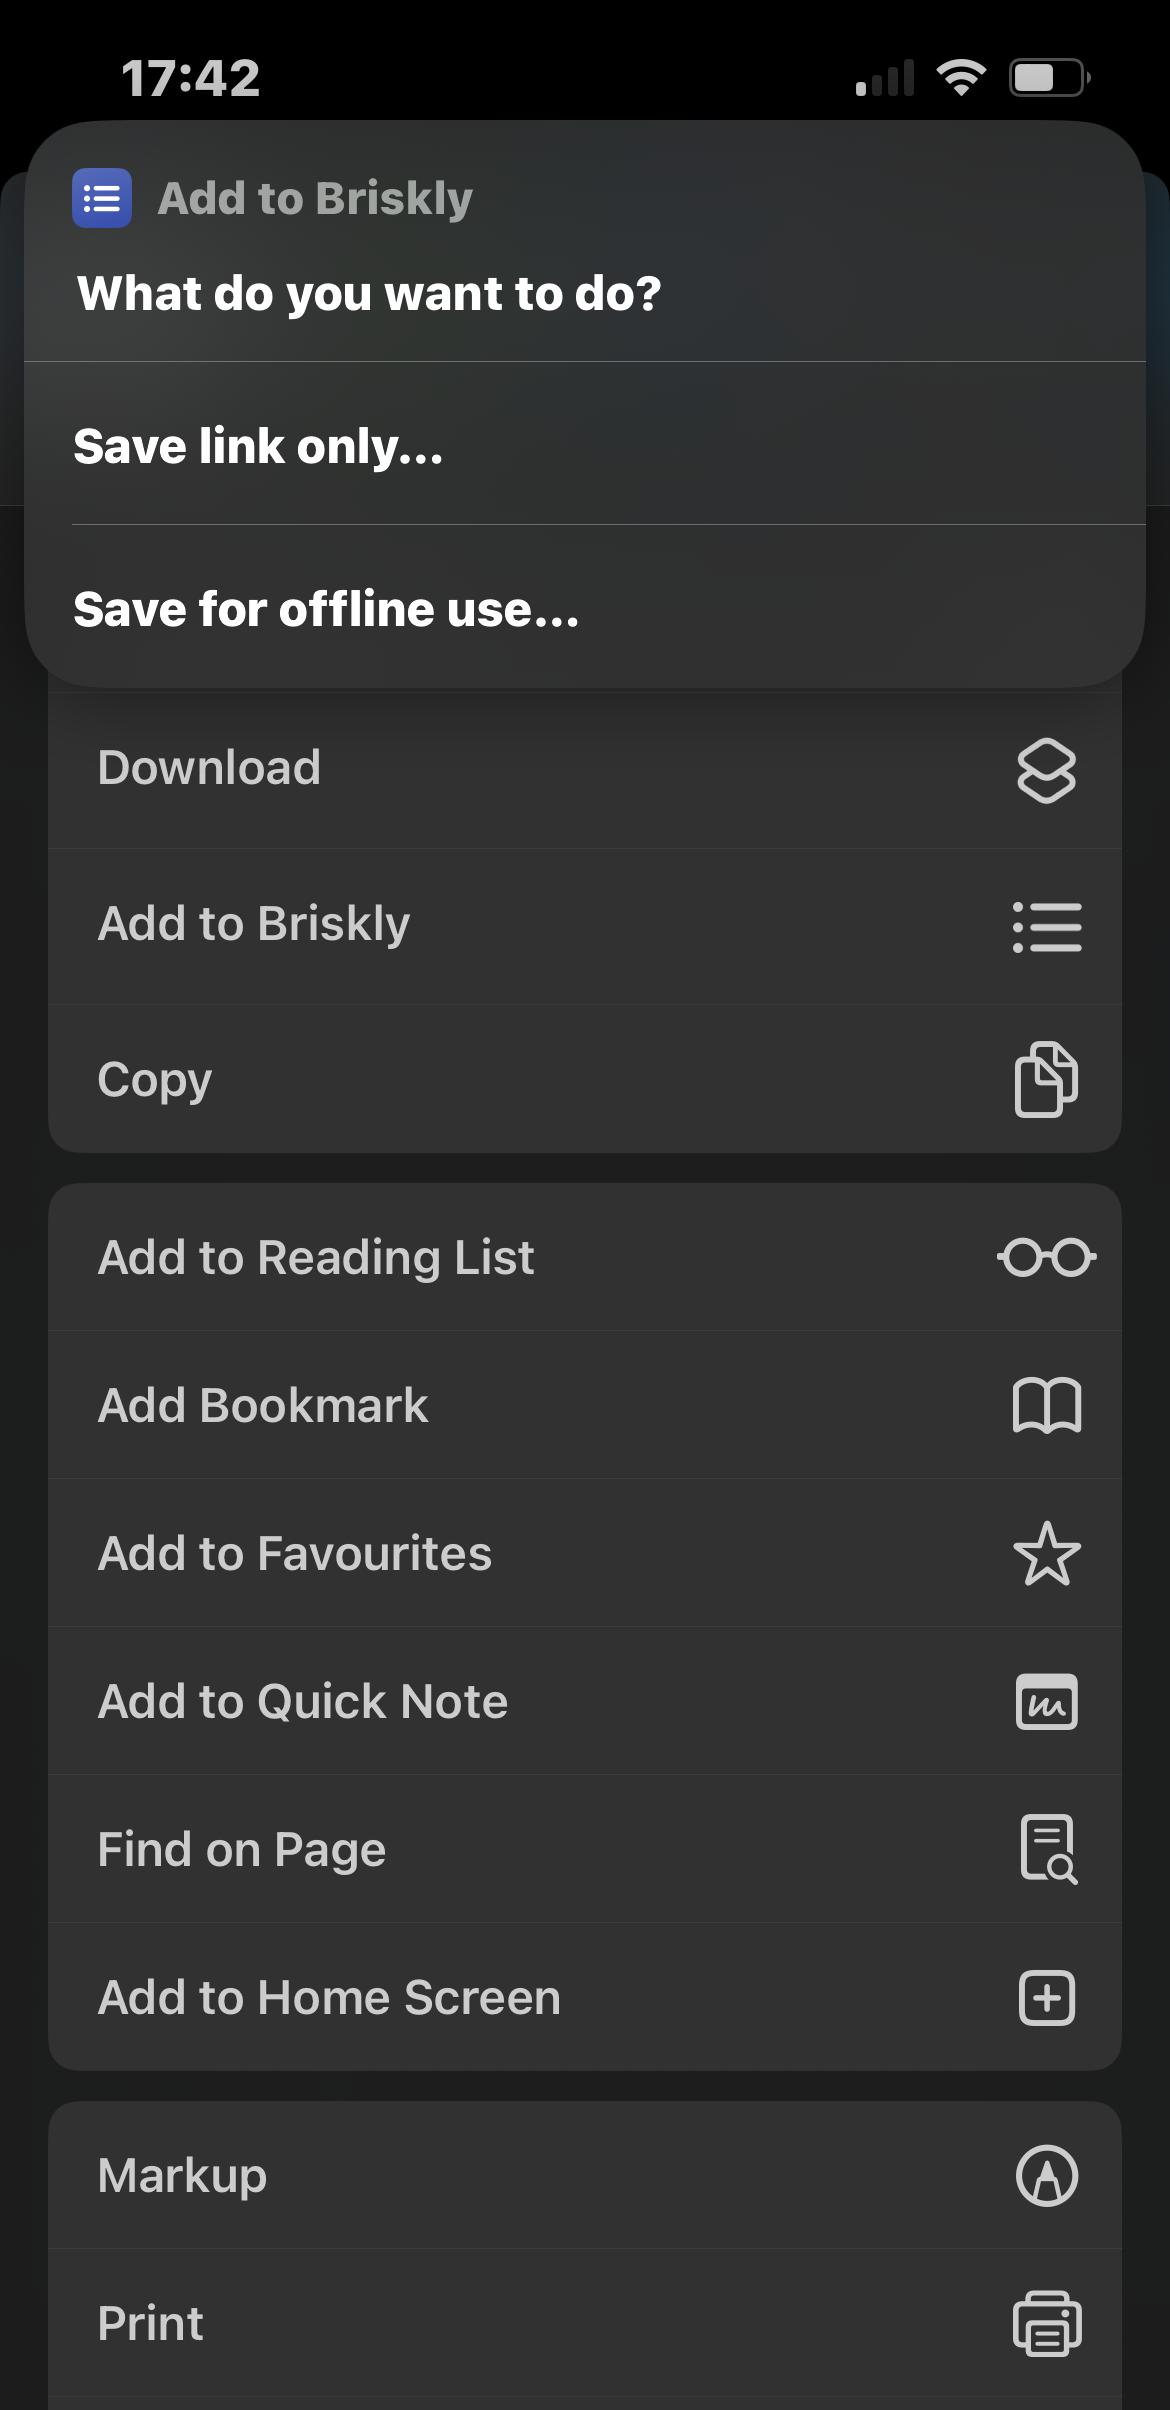 17:42
Add to Briskly
What do you want to do?
Save link only...
Save for offline use...
Download
Add to Briskly
Copy
Add to Reading List
Add Bookmark
Add to Favourites
Add to Quick Note
Find on Page
Add to Home Screen
Markup
Print